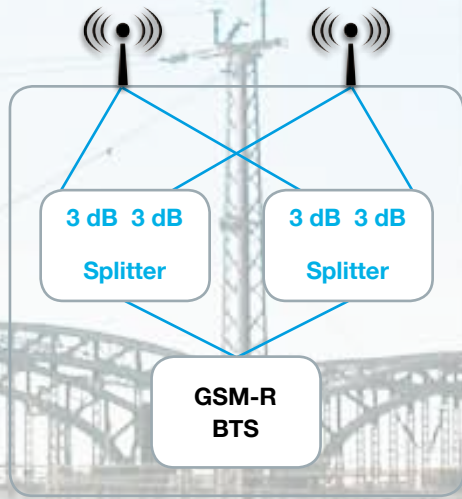 3 dB 3 dB
Splitter
3 dB 3 dB
Splitter
GSM-R
BTS